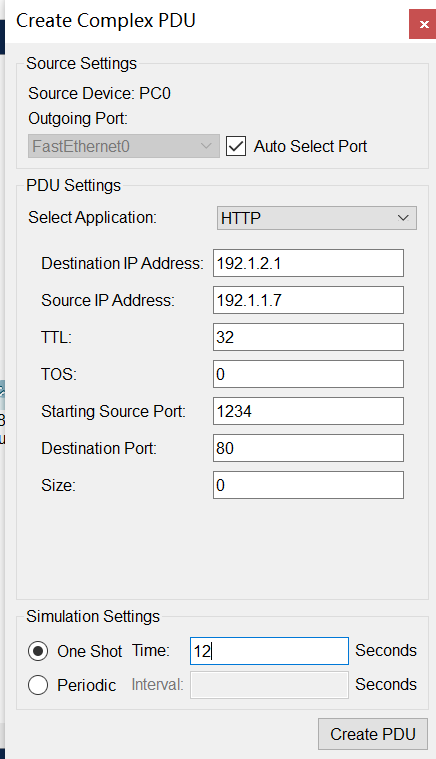 Create Complex PDU
Source Settings
Source Device: PC0
Outgoing Port:
FastEthernet0 Auto Select Port
PDU Settings
Select Application: HTTP
Destination IP Address: 192.1.2.1
Source IP Address: 192.1.1.7
TTL: 32
TOS: 0
Starting Source Port: 1234
Destination Port: 80
Size: 0
Simulation Settings
One Shot Time: 12 Seconds
Periodic Interval: Seconds
Create PDU